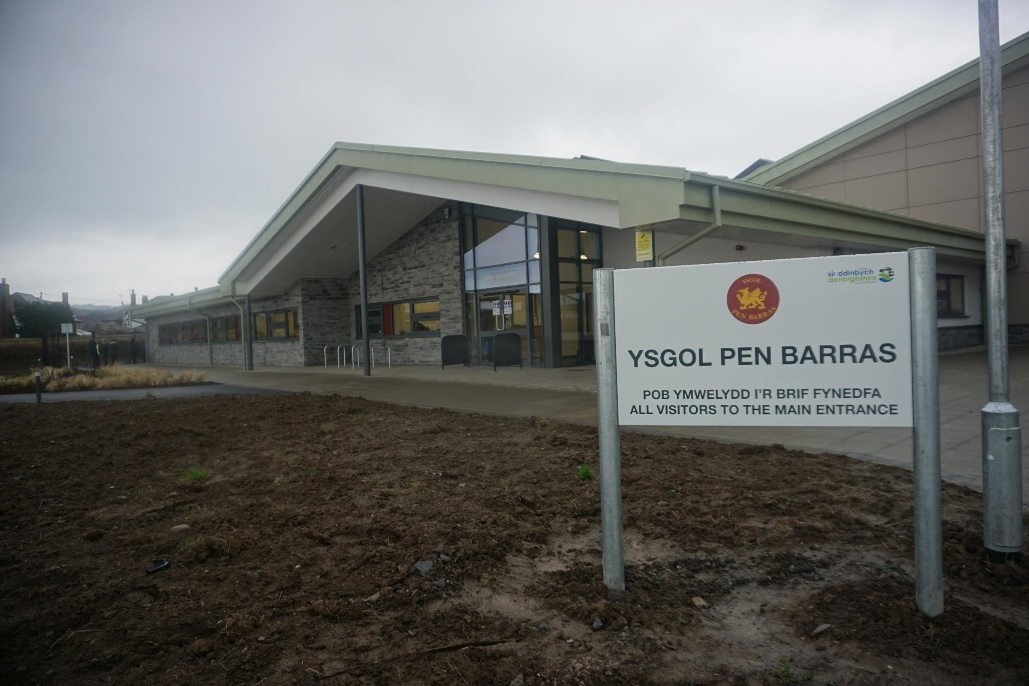 YSGOL
PEN BARRAS
sir ddinbych
denbighshire
YSGOL PEN BARRAS
POB YMWELYDD I'R BRIF FYNEDFA
ALL VISITORS TO THE MAIN ENTRANCE